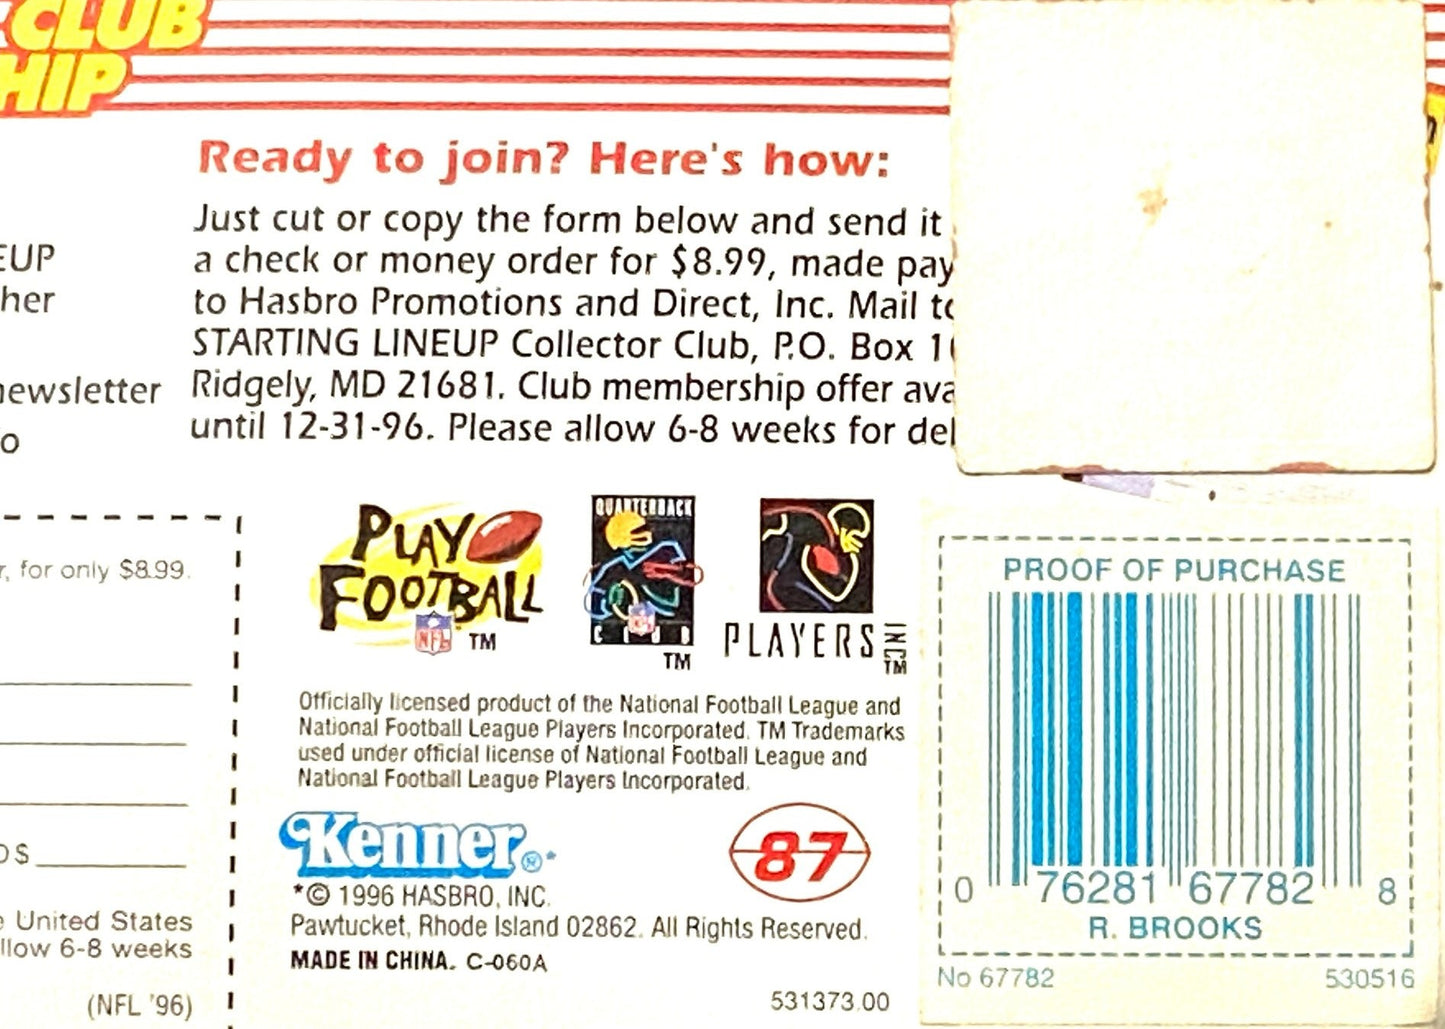 CLUB
HIP
Ready to join? Here's how:
Just cut or copy the form below and send it
a check or money order for $8.99, made pay
to Hasbro Promotions and Direct, Inc. Mail to
STARTING LINEUP Collector Club, P.O. Box 1
Ridgely, MD 21681. Club membership offer ava
until 12-31-96. Please allow 6-8 weeks for del
EUP
her
newsletter
o
r, for only $8.99.
O $
e United States
llow 6-8 weeks
(NFL '96)
PLAY
FOOTBALL
NFL TM
QUARTERBACK
NFL
CLUB
TM
PLAYERS INC
TM
Officially licensed product of the National Football League and
National Football League Players Incorporated. TM Trademarks
used under official license of National Football League and
National Football League Players Incorporated.
Kenner®*
87
*© 1996 HASBRO, INC.
Pawtucket, Rhode Island 02862. All Rights Reserved.
MADE IN CHINA. C-060A
531373.00
PROOF OF PURCHASE
0 76281 67782 8
R. BROOKS
No 67782 530516